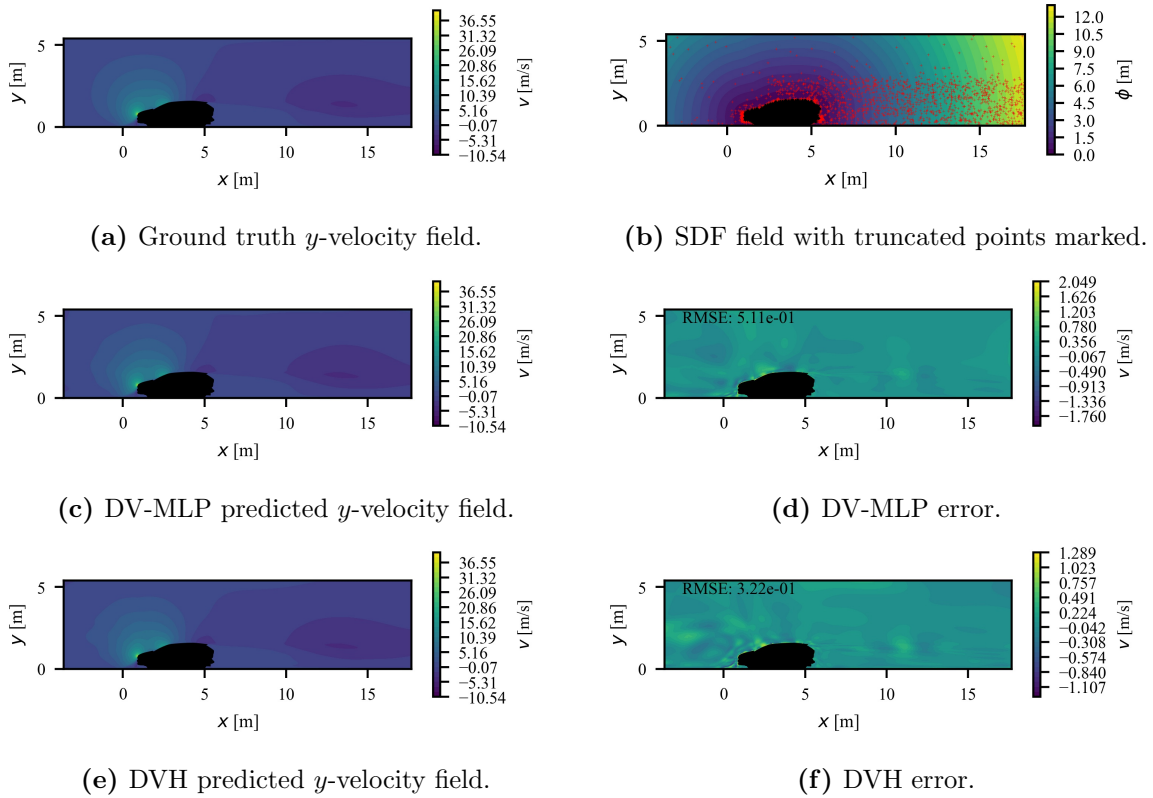 36.55
31.32
26.09
20.86
15.62
10.39
5.16
−0.07
−5.31
−10.54
v [m/s]
5
0
y [m]
0 5 10 15
x [m]
(a) Ground truth y-velocity field.
12.0
10.5
9.0
7.5
6.0
4.5
3.0
1.5
0.0
ϕ [m]
5
0
y [m]
0 5 10 15
x [m]
(b) SDF field with truncated points marked.
36.55
31.32
26.09
20.86
15.62
10.39
5.16
−0.07
−5.31
−10.54
v [m/s]
5
0
y [m]
0 5 10 15
x [m]
(c) DV-MLP predicted y-velocity field.
RMSE: 5.11e-01
2.049
1.626
1.203
0.780
0.356
−0.067
−0.490
−0.913
−1.336
−1.760
v [m/s]
5
0
y [m]
0 5 10 15
x [m]
(d) DV-MLP error.
36.55
31.32
26.09
20.86
15.62
10.39
5.16
−0.07
−5.31
−10.54
v [m/s]
5
0
y [m]
0 5 10 15
x [m]
(e) DVH predicted y-velocity field.
RMSE: 3.22e-01
1.289
1.023
0.757
0.491
0.224
−0.042
−0.308
−0.574
−0.840
−1.107
v [m/s]
5
0
y [m]
0 5 10 15
x [m]
(f) DVH error.